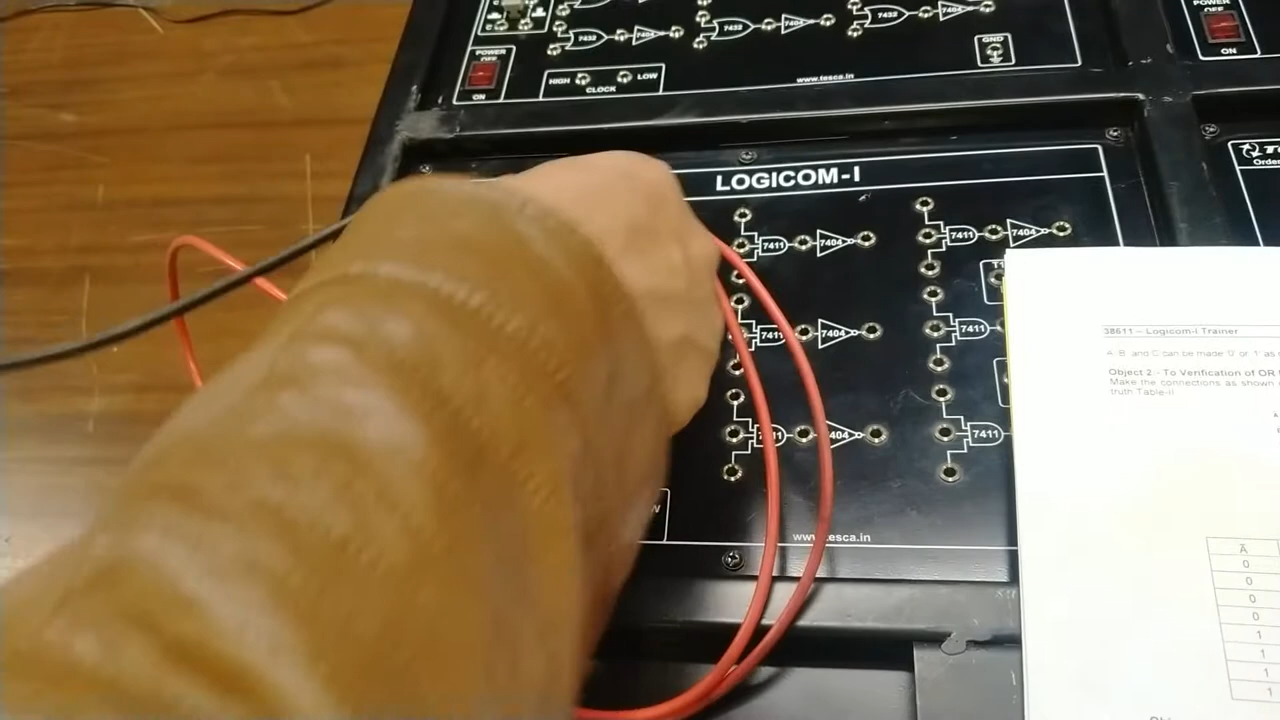 7432
7404
7432
7404
7432
7404
POWER
OFF
ON
HIGH
LOW
CLOCK
www.tesca.in
GND
POWER
OFF
ON
LOGICOM-I
7411
7404
7411
7404
7411
7404
7411
7404
7411
7411
www.tesca.in
38611 – Logicom-I Trainer
A, B, and C can be made '0' or '1' as
Object 2:- To Verification of OR
Make the connections as shown
truth Table-II
A
0
0
0
0
1
1
1
1